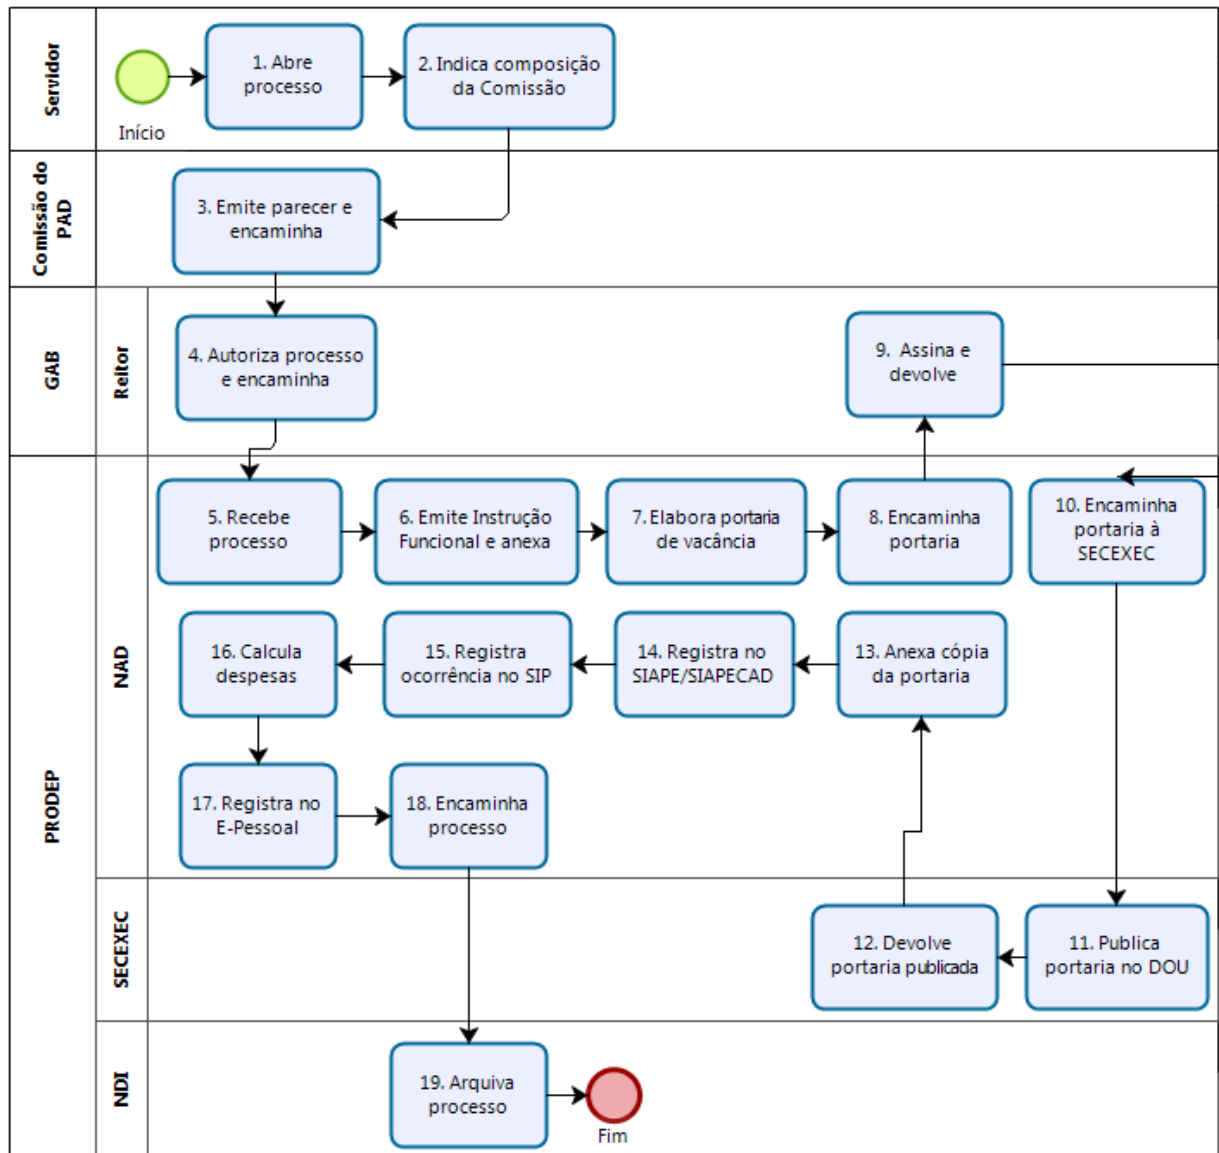 Servidor
1. Abre
processo
2. Indica composição
da Comissão
Início
Comissão do
PAD
3. Emite parecer e
encaminha
GAB
Reitor
4. Autoriza processo
e encaminha
9. Assina e
devolve
PRODEP
NAD
5. Recebe
processo
6. Emite Instrução
Funcional e anexa
7. Elabora portaria
de vacância
8. Encaminha
portaria
10. Encaminha
portaria à
SECEXEC
16. Calcula
despesas
15. Registra
ocorrência no SIP
14. Registra no
SIAPE/SIAPECAD
13. Anexa cópia
da portaria
17. Registra no
E-Pessoal
18. Encaminha
processo
SECEXEC
12. Devolve
portaria publicada
11. Publica
portaria no DOU
NDI
19. Arquiva
processo
Fim